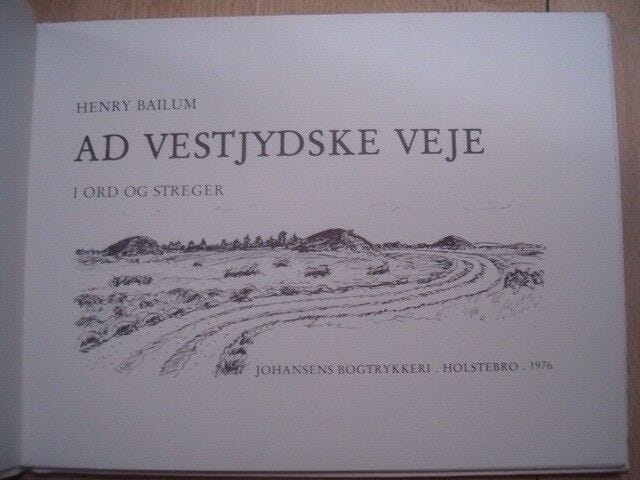 HENRY BAILUM
AD VESTJYDSKE VEJE
I ORD OG STREGER
JOHANSENS BOGTRYKKERI . HOLSTEBRO . 1976